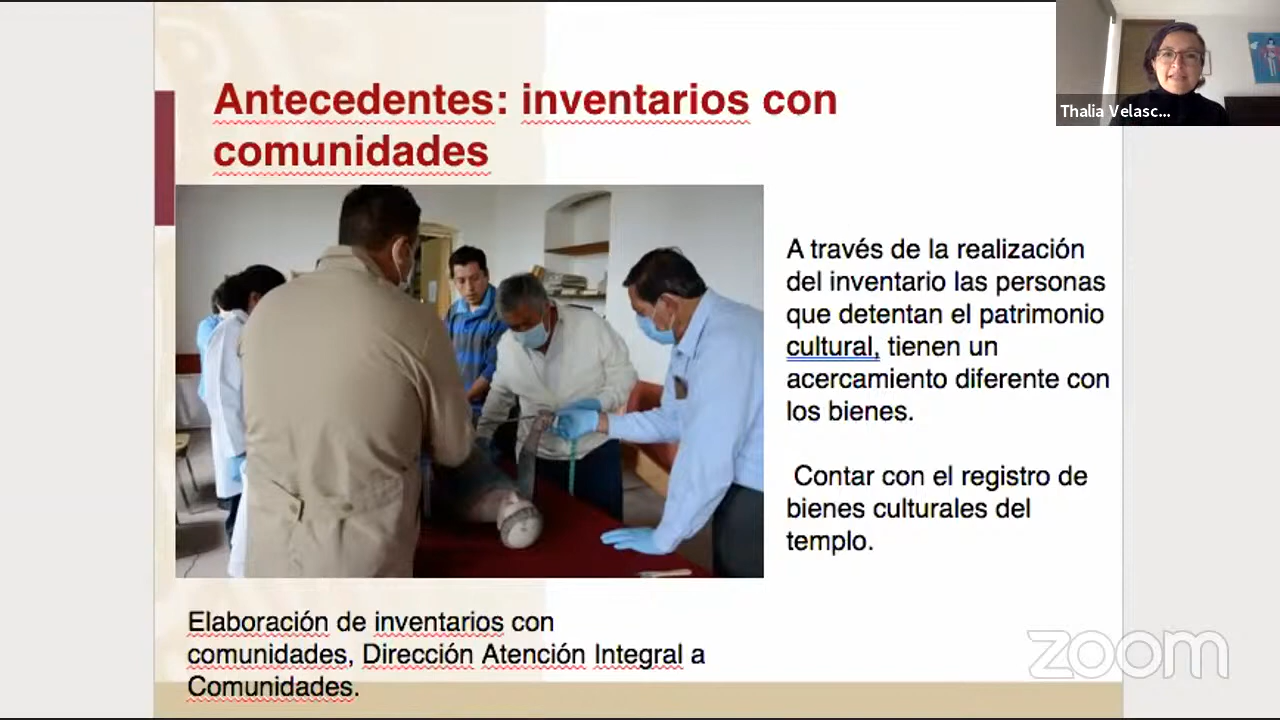 Antecedentes: inventarios con
comunidades
Thalia Velasc...
A través de la realización
del inventario las personas
que detentan el patrimonio
cultural, tienen un
acercamiento diferente con
los bienes.
Contar con el registro de
bienes culturales del
templo.
Elaboración de inventarios con
comunidades, Dirección Atención Integral a
Comunidades.
zoom